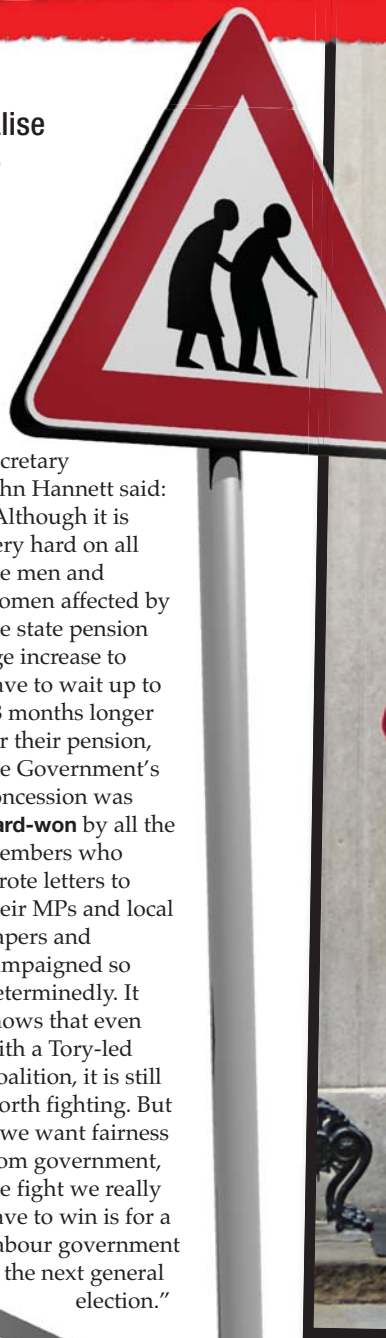 lise
cretary
hn Hannett said:
Although it is
ery hard on all
e men and
omen affected by
e state pension
ge increase to
ave to wait up to
8 months longer
r their pension,
e Government's
oncession was
ard-won by all the
embers who
rote letters to
eir MPs and local
apers and
mpaigned so
eterminedly. It
hows that even
ith a Tory-led
oalition, it is still
orth fighting. But
we want fairness
om government,
e fight we really
ave to win is for a
abour government
the next general
election.”